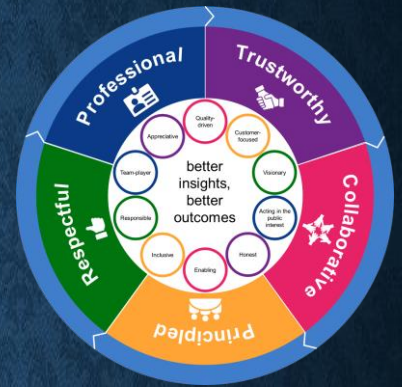 Professional
Trustworthy
Collaborative
Principled
Respectful
Quality-
driven
Customer-
focused
Visionary
Acting in the
public
interest
Honest
Enabling
Inclusive
Responsible
Team-player
Appreciative
better
insights,
better
outcomes